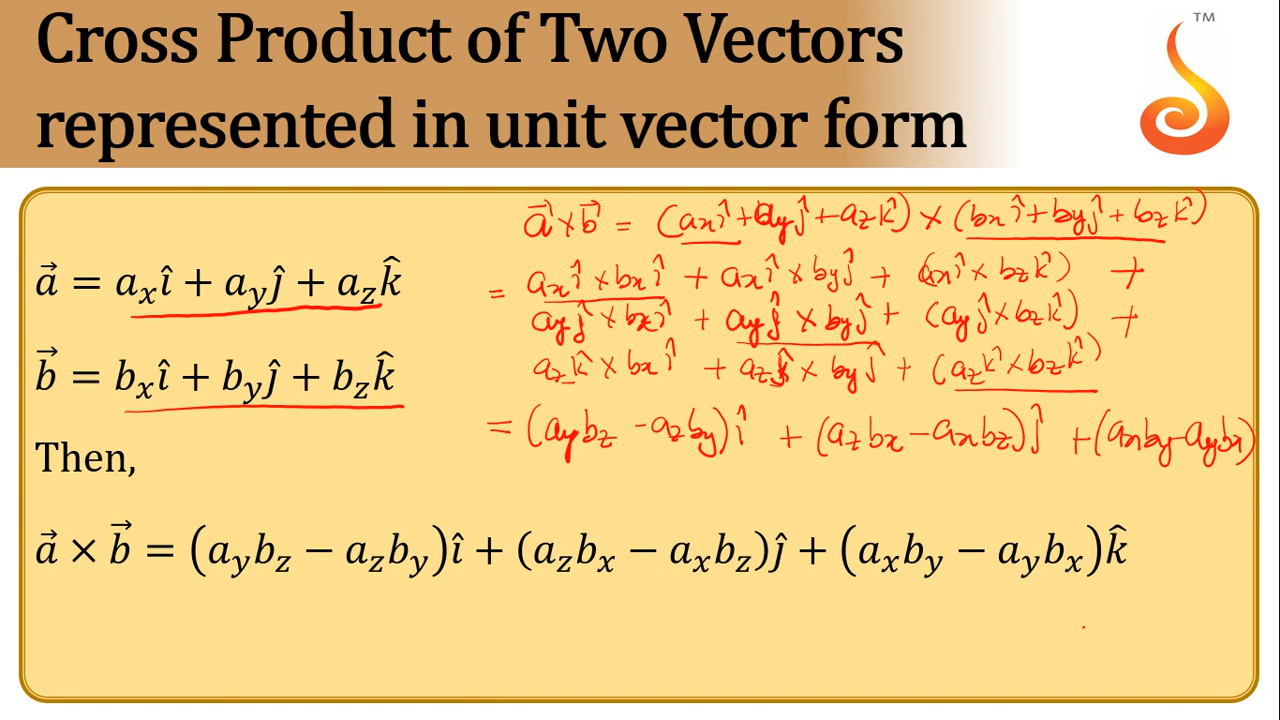 Cross Product of Two Vectors
represented in unit vector form
TM
a⃗ × b⃗ = (axî + ayĵ + azk̂) × (bxî + byĵ + bzk̂)
a⃗ = aₓî + a_yĵ + a_zk̂
= axî × bxî + axî × byĵ + (axî × bzk̂) +
ayĵ × bxî + ayĵ × byĵ + (ayĵ × bzk̂) +
b⃗ = bₓî + b_yĵ + b_zk̂
azk̂ × bxî + azk̂ × byĵ + (azk̂ × bzk̂)
= (aybz - azby)î + (azbx - axbz)ĵ + (axby - aybx)
Then,
a⃗ × b⃗ = (a_yb_z − a_zb_y)î + (a_zbₓ − aₓb_z)ĵ + (aₓb_y − a_ybₓ)k̂